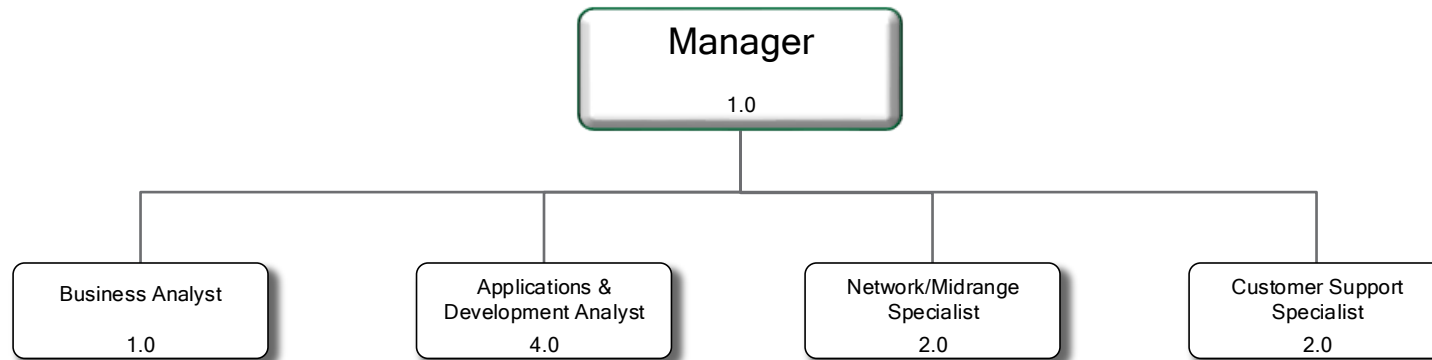 Manager
1.0
Business Analyst
1.0
Applications &
Development Analyst
4.0
Network/Midrange
Specialist
2.0
Customer Support
Specialist
2.0